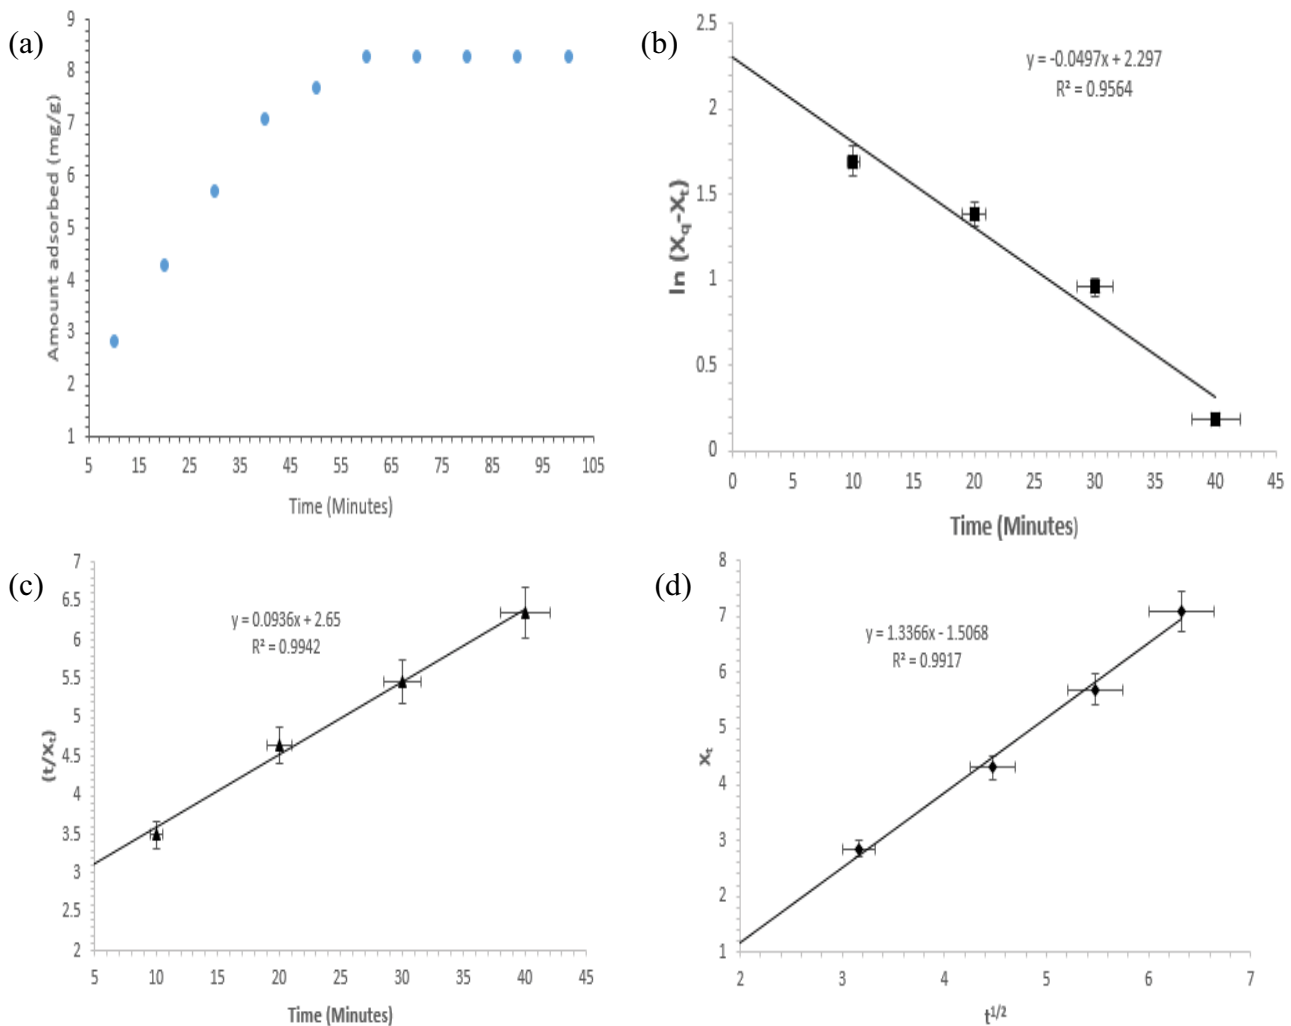 (a)
9
8
7
6
5
4
3
2
1
Amount adsorbed (mg/g)
5 15 25 35 45 55 65 75 85 95 105
Time (Minutes)
(b)
2.5
2
1.5
1
0.5
0
ln (Xq-Xt)
y = -0.0497x + 2.297
R² = 0.9564
0 5 10 15 20 25 30 35 40 45
Time (Minutes)
(c)
7
6.5
6
5.5
5
4.5
4
3.5
3
2.5
2
(t/Xt)
y = 0.0936x + 2.65
R² = 0.9942
5 10 15 20 25 30 35 40 45
Time (Minutes)
(d)
8
7
6
5
4
3
2
1
Xt
y = 1.3366x - 1.5068
R² = 0.9917
2 3 4 5 6 7
t1/2